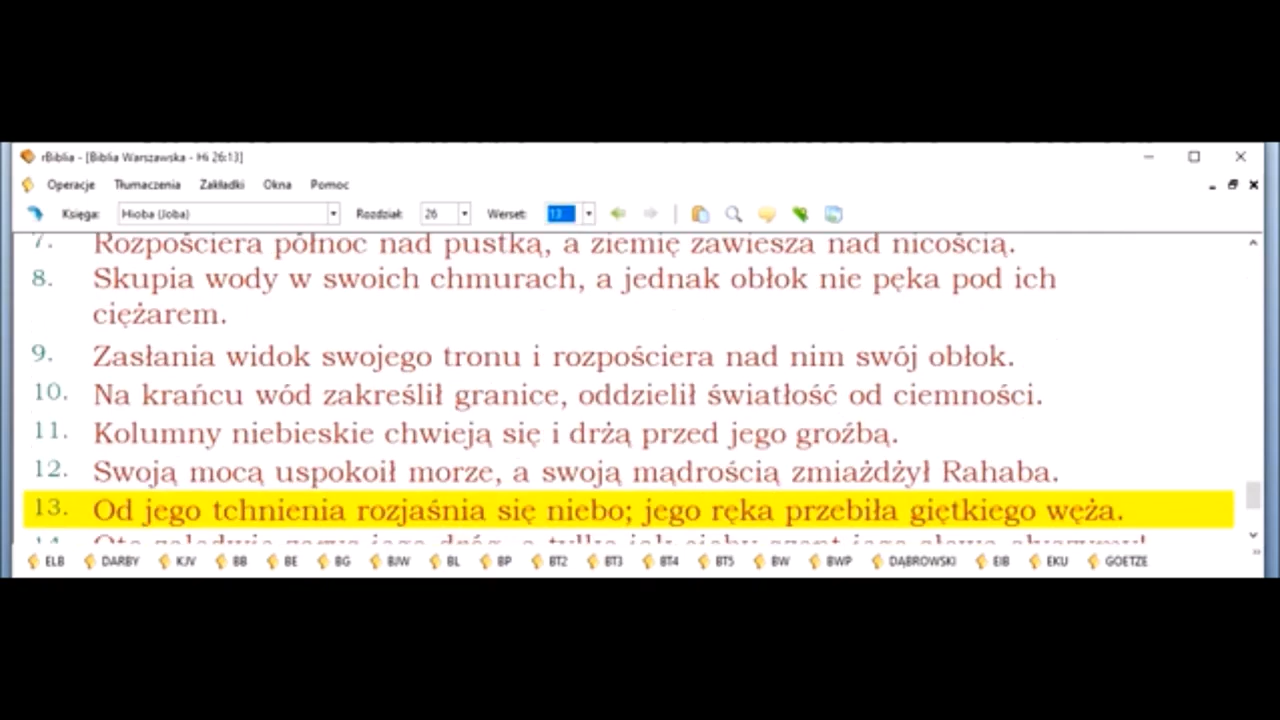 rBiblia - [Biblia Warszawska - Hi 26:13]
Operacje Tłumaczenia Zakładki Okna Pomoc
Księga: Hioba (Joba) Rozdział: 26 Werset: 13
7. Rozpościera północ nad pustką, a ziemię zawiesza nad nicością.
8. Skupia wody w swoich chmurach, a jednak obłok nie pęka pod ich
ciężarem.
9. Zasłania widok swojego tronu i rozpościera nad nim swój obłok.
10. Na krańcu wód zakreślił granice, oddzielił światłość od ciemności.
11. Kolumny niebieskie chwieją się i drżą przed jego groźbą.
12. Swoją mocą uspokoił morze, a swoją mądrością zmiażdżył Rahaba.
13. Od jego tchnienia rozjaśnia się niebo; jego ręka przebiła giętkiego węża.
ELB DARBY KJV BB BE BG BJW BL BP BT2 BT3 BT4 BT5 BW BWP DĄBROWSKI EIB EKU GOETZE